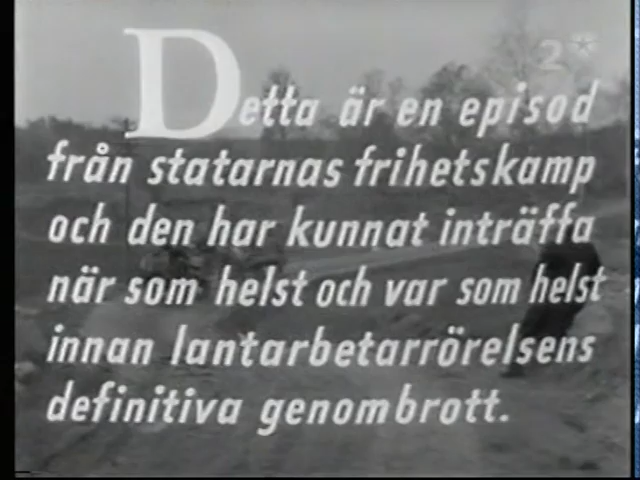 2
Detta är en episod
från statarnas frihetskamp
och den har kunnat inträffa
när som helst och var som helst
innan lantarbetarrörelsens
definitiva genombrott.